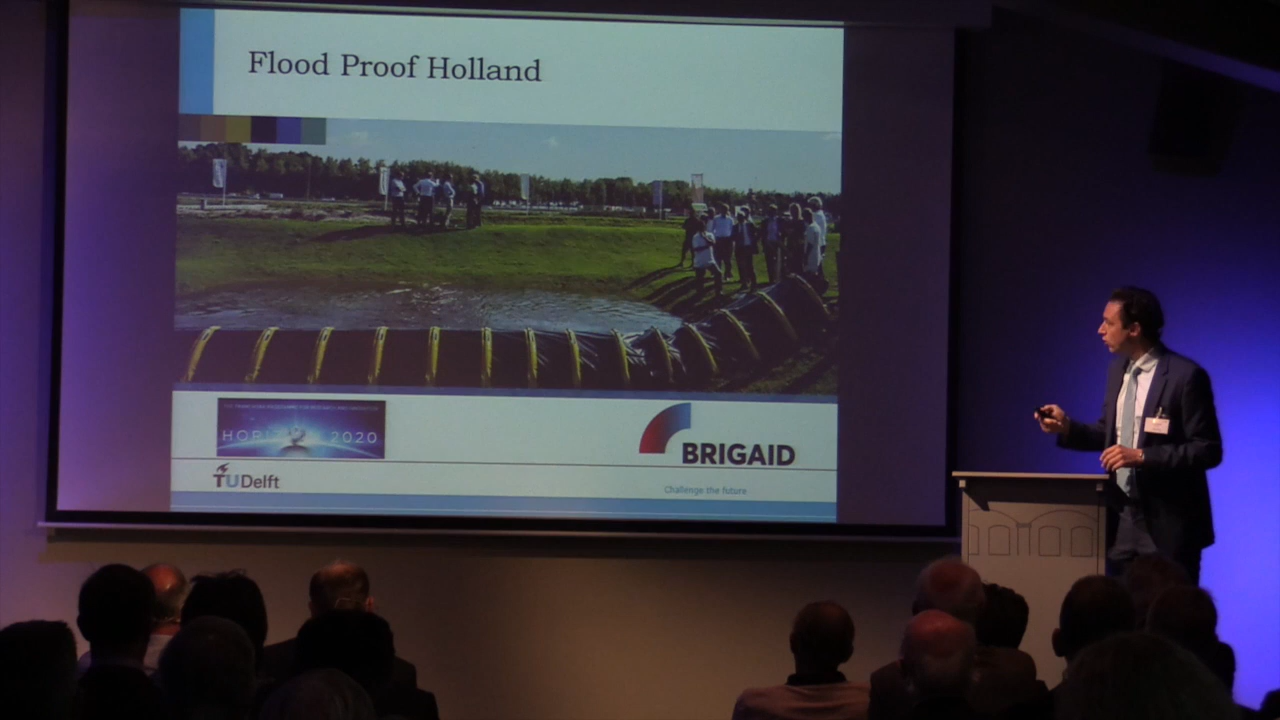 Flood Proof Holland
HORIZON 2020
BRIGAID
TUDelft
Challenge the future